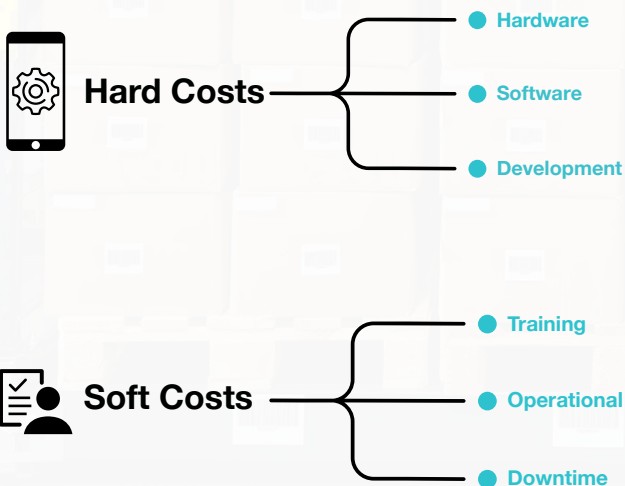 Hard Costs
Hardware
Software
Development
Soft Costs
Training
Operational
Downtime